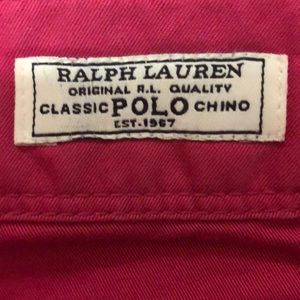 RALPH LAUREN
ORIGINAL R.L. QUALITY
CLASSIC POLO CHINO
EST-1967